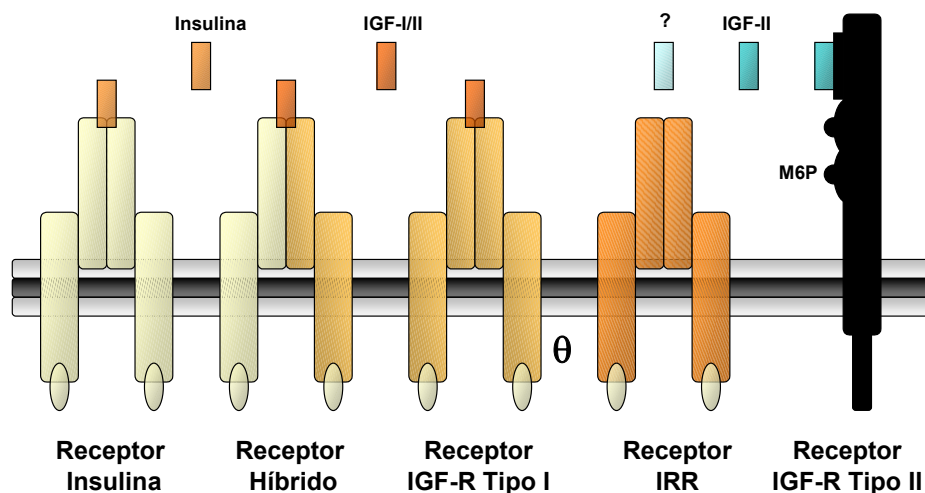 Insulina
IGF-I/II
?
IGF-II
M6P
θ
Receptor
Insulina
Receptor
Híbrido
Receptor
IGF-R Tipo I
Receptor
IRR
Receptor
IGF-R Tipo II